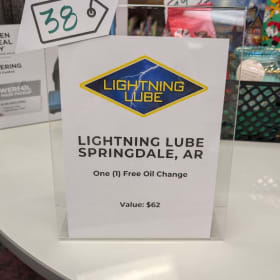 38
LIGHTNING
LUBE
LIGHTNING LUBE
SPRINGDALE, AR
One (1) Free Oil Change
Value: $62